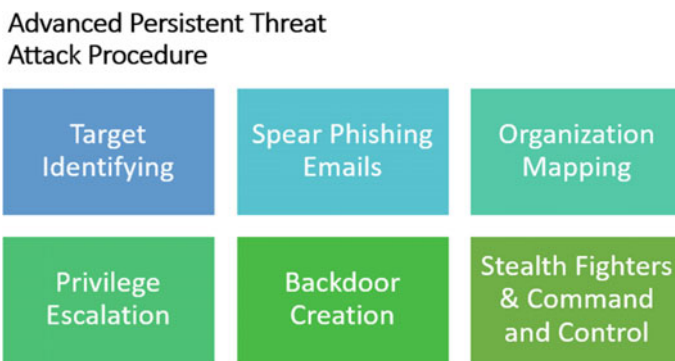 Advanced Persistent Threat
Attack Procedure
Target
Identifying
Spear Phishing
Emails
Organization
Mapping
Privilege
Escalation
Backdoor
Creation
Stealth Fighters
& Command
and Control